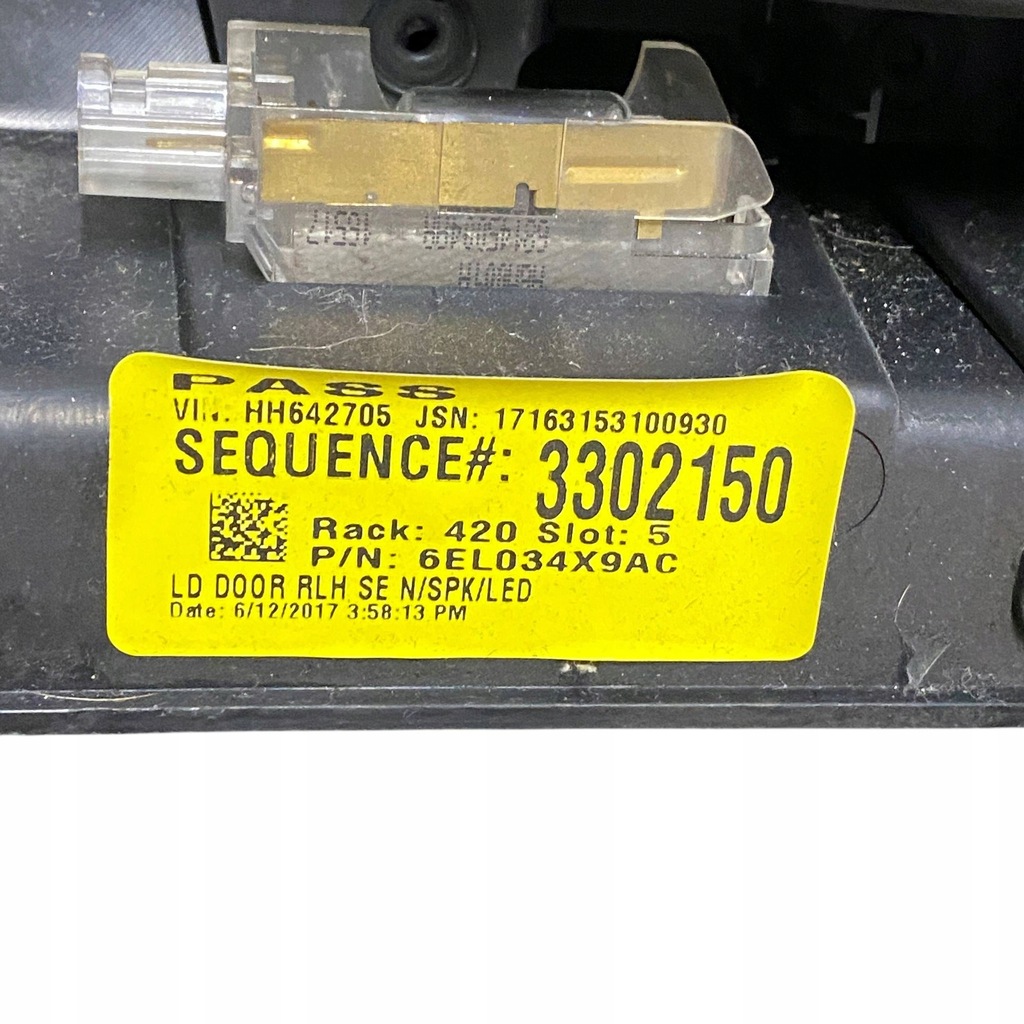 PASS
VIN: HH642705 JSN: 17163153100930
SEQUENCE#: 3302150
Rack: 420 Slot: 5
P/N: 6EL034X9AC
LD DOOR RLH SE N/SPK/LED
Date: 6/12/2017 3:58:13 PM